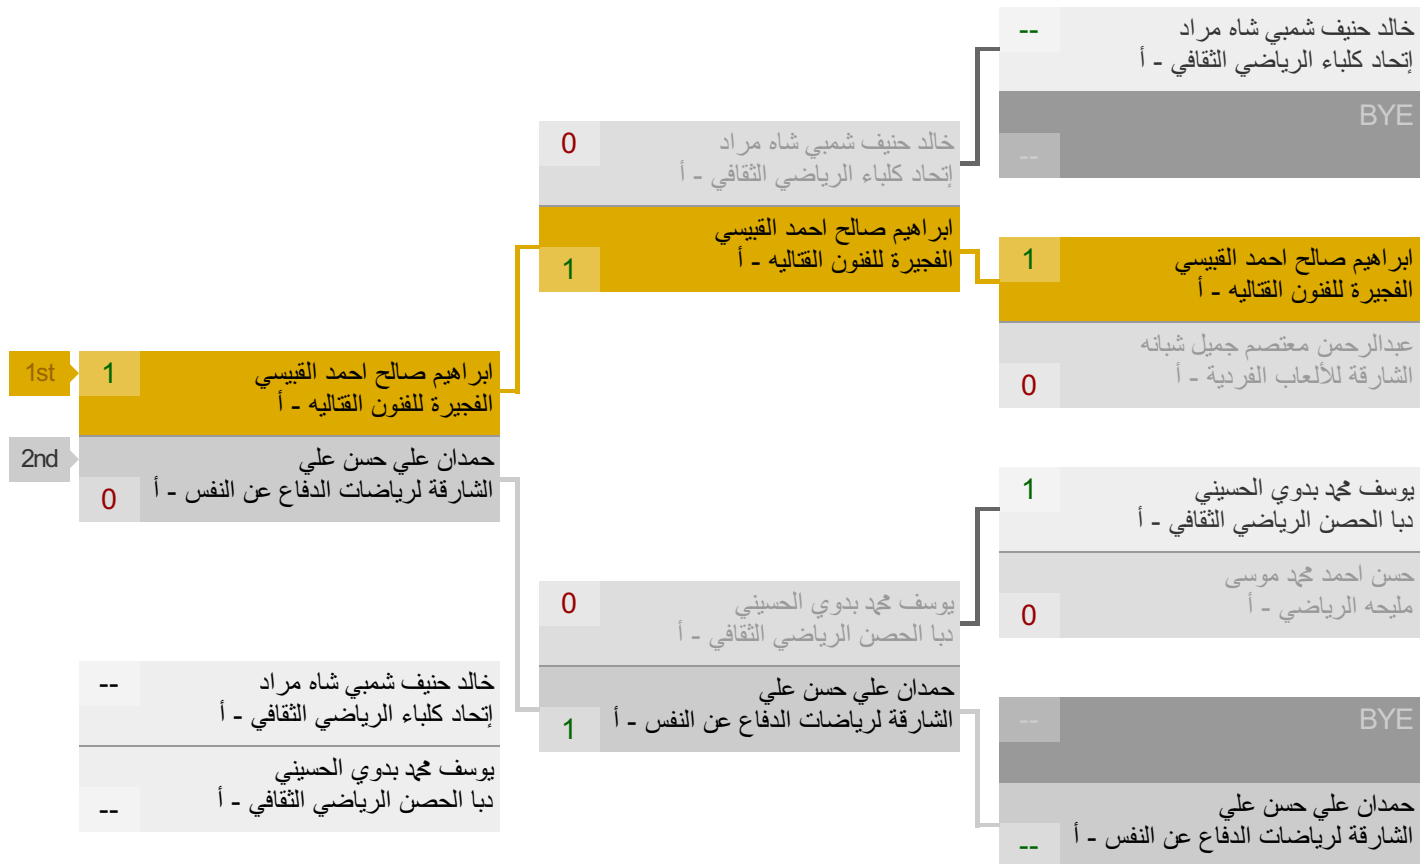 --
خالد حنيف شمبي شاه مراد
إتحاد كلباء الرياضي الثقافي - أ
BYE
--
0
خالد حنيف شمبي شاه مراد
إتحاد كلباء الرياضي الثقافي - أ
ابراهيم صالح احمد القبيسي
الفجيرة للفنون القتاليه - أ
1
1
ابراهيم صالح احمد القبيسي
الفجيرة للفنون القتاليه - أ
عبدالرحمن معتصم جميل شبانه
الشارقة للألعاب الفردية - أ
0
1st
1
ابراهيم صالح احمد القبيسي
الفجيرة للفنون القتاليه - أ
2nd
حمدان علي حسن علي
الشارقة لرياضات الدفاع عن النفس - أ
0
1
يوسف محمد بدوي الحسيني
دبا الحصن الرياضي الثقافي - أ
حسن احمد محمد موسى
مليحه الرياضي - أ
0
0
يوسف محمد بدوي الحسيني
دبا الحصن الرياضي الثقافي - أ
حمدان علي حسن علي
الشارقة لرياضات الدفاع عن النفس - أ
1
--
خالد حنيف شمبي شاه مراد
إتحاد كلباء الرياضي الثقافي - أ
يوسف محمد بدوي الحسيني
دبا الحصن الرياضي الثقافي - أ
--
--
BYE
حمدان علي حسن علي
الشارقة لرياضات الدفاع عن النفس - أ
--